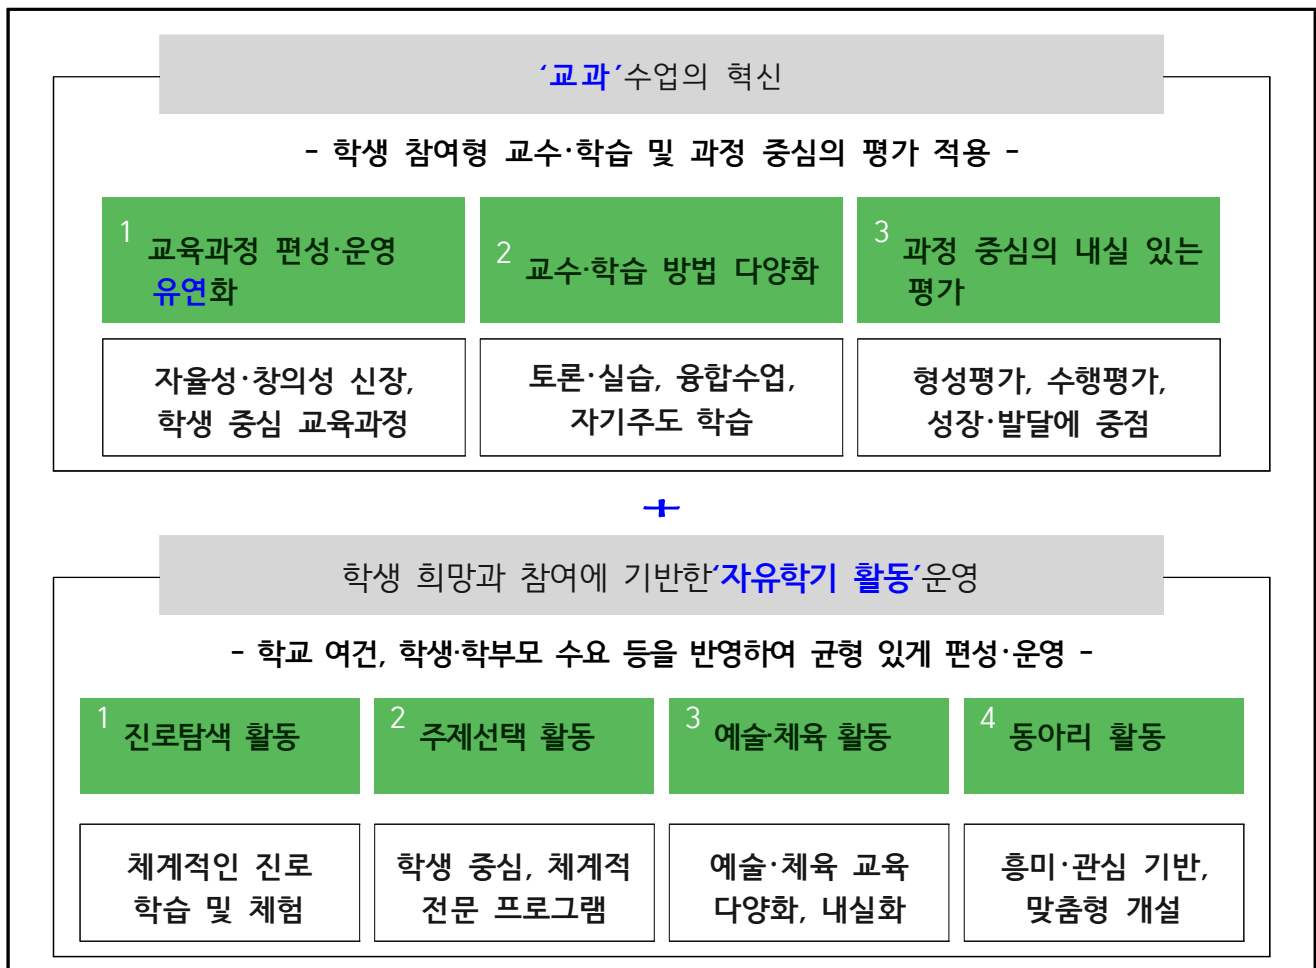 ‘교과’수업의 혁신
- 학생 참여형 교수·학습 및 과정 중심의 평가 적용 -
1 교육과정 편성·운영
유연화
2 교수·학습 방법 다양화
3 과정 중심의 내실 있는
평가
자율성·창의성 신장,
학생 중심 교육과정
토론·실습, 융합수업,
자기주도 학습
형성평가, 수행평가,
성장·발달에 중점
+
학생 희망과 참여에 기반한‘자유학기 활동’운영
- 학교 여건, 학생·학부모 수요 등을 반영하여 균형 있게 편성·운영 -
1 진로탐색 활동
2 주제선택 활동
3 예술·체육 활동
4 동아리 활동
체계적인 진로
학습 및 체험
학생 중심, 체계적
전문 프로그램
예술·체육 교육
다양화, 내실화
흥미·관심 기반,
맞춤형 개설